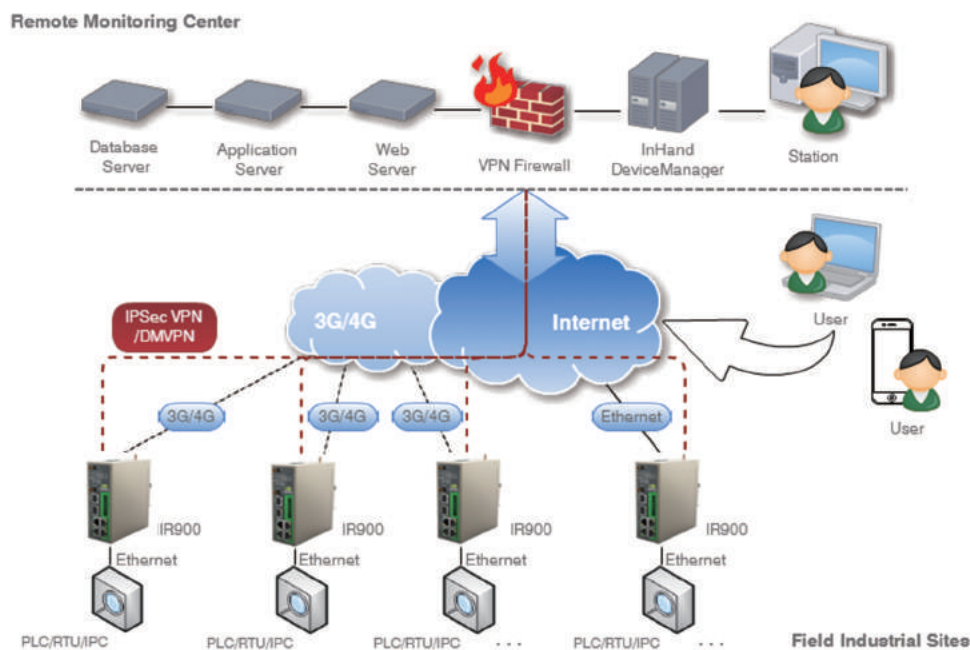 Remote Monitoring Center
Database
Server
Application
Server
Web
Server
VPN Firewall
InHand
DeviceManager
Station
IPSec VPN
/DMVPN
3G/4G
Internet
User
User
3G/4G
3G/4G
3G/4G
Ethernet
IR900
IR900
IR900
IR900
Ethernet
Ethernet
Ethernet
Ethernet
PLC/RTU/IPC
PLC/RTU/IPC
PLC/RTU/IPC
· · ·
PLC/RTU/IPC
· · ·
Field Industrial Sites